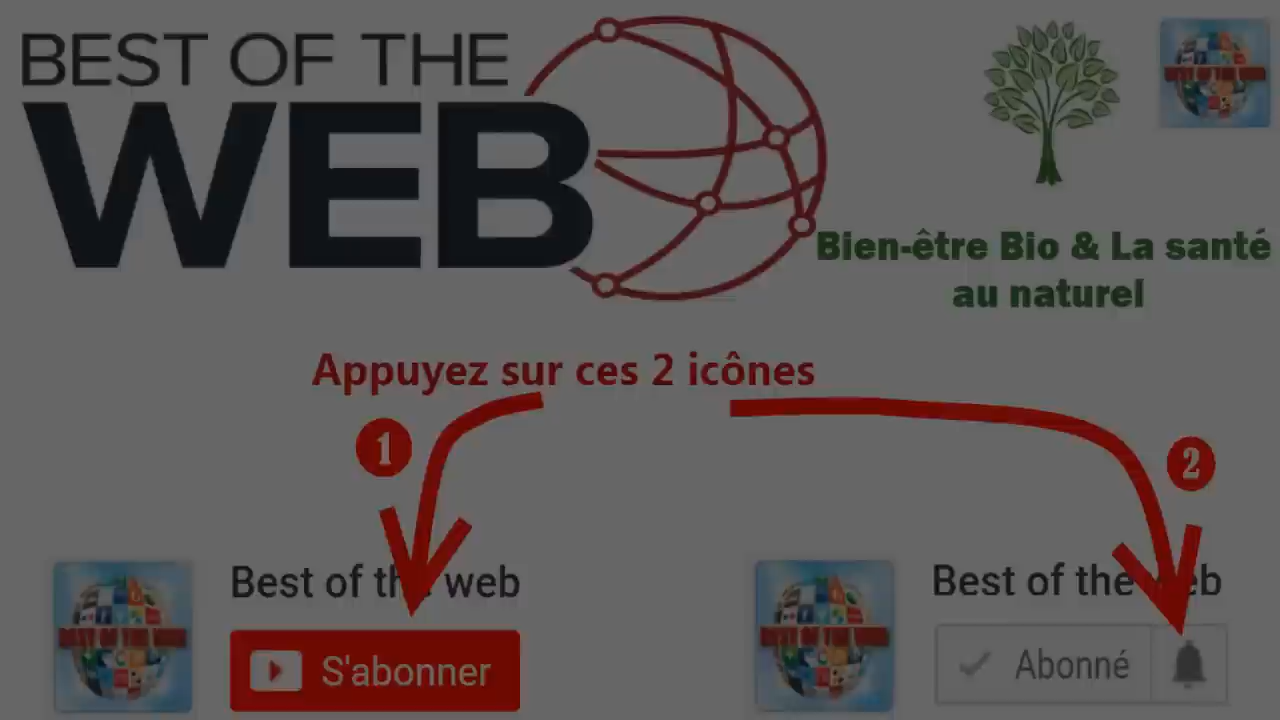 BEST OF THE
WEB
Bien-être Bio & La santé
au naturel
Appuyez sur ces 2 icônes
1
2
Best of the web
S'abonner
Best of the web
Abonné